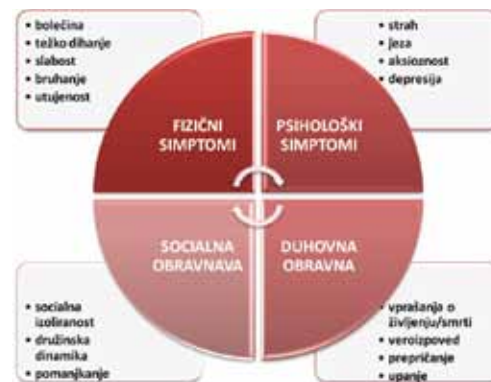 • bolečina
• težko dihanje
• slabost
• bruhanje
• utujenost
• strah
• jeza
• aksioznost
• depresija
FIZIČNI
SIMPTOMI
PSIHOLOŠKI
SIMPTOMI
SOCIALNA
OBRAVNAVA
DUHOVNA
OBRAVNA
• socialna
izoliranost
• družinska
dinamika
• pomanjkanje
• vprašanja o
življenju/smrti
• veroizpoved
• prepričanje
• upanje